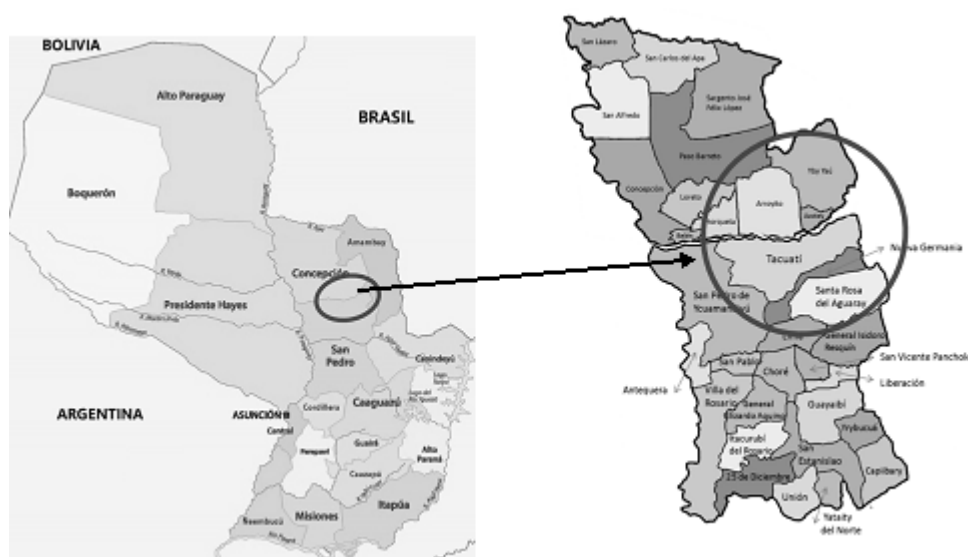 BOLIVIA
Alto Paraguay
BRASIL
Boquerón
Amambay
Concepción
Presidente Hayes
San
Pedro
Canindeyú
ARGENTINA
ASUNCIÓN
Central
Cordillera
Caaguazú
Guairá
Paraguarí
Alto
Paraná
Caazapá
Itapúa
Misiones
Ñeembucú
San Lázaro
San Carlos del Apa
Sargento José
Félix López
San Alfredo
Paso Barreto
Yby Yaú
Concepción
Loreto
Arroyito
Horqueta
Azotey
Belén
Nueva Germania
Tacuatí
Santa Rosa
del Aguaray
San Pedro de
Ycuamandyú
General Isidoro
Resquín
San Vicente Pancholo
San Pablo
Choré
Liberación
Antequera
Villa del
Rosario
General
Guayaibí
Itacurubí
del Rosario
Yrybucuá
San
Estanislao
25 de Diciembre
Capiibary
Unión
Yataity
del Norte